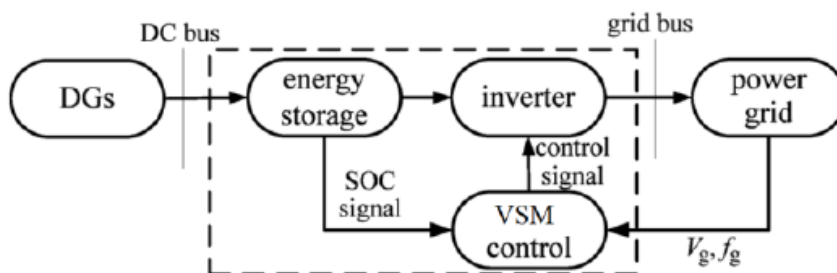 DC bus
grid bus
DGs
energy
storage
inverter
power
grid
control
signal
SOC
signal
VSM
control
Vg, fg